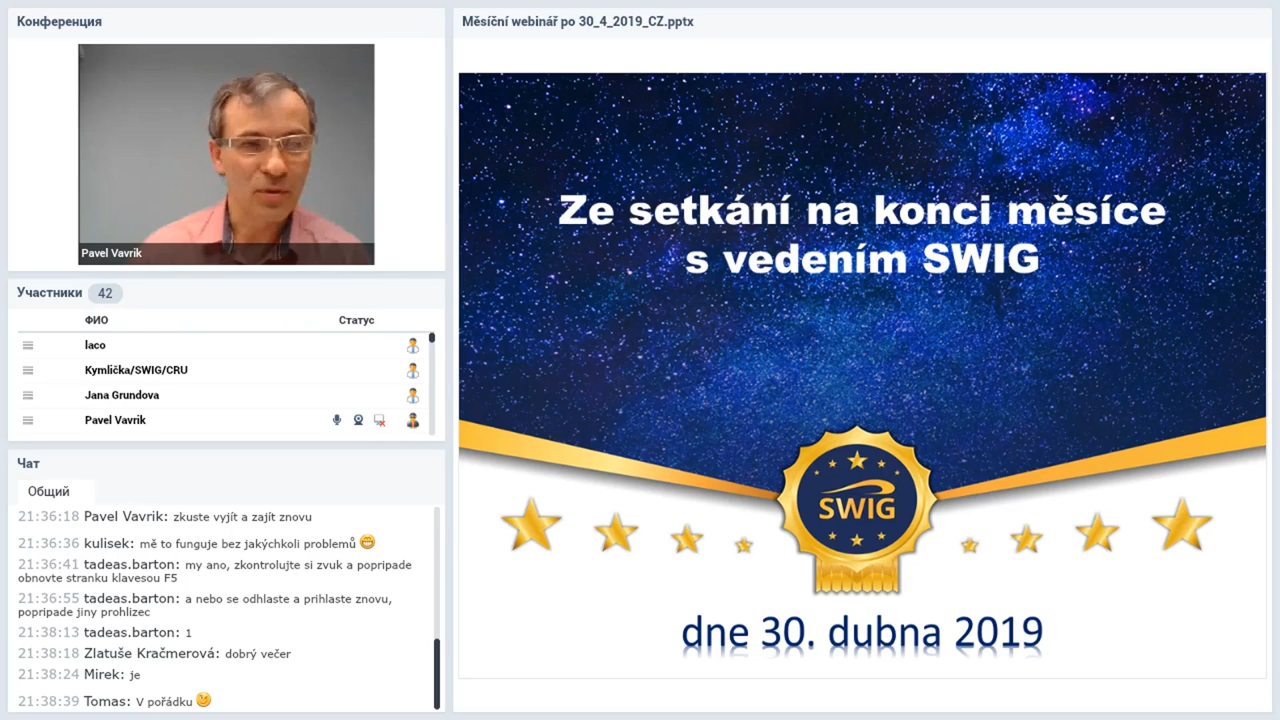 Конференция
Pavel Vavrik
Участники 42
ФИО Статус
laco
Kymlička/SWIG/CRU
Jana Grundova
Pavel Vavrik
Чат
Общий
21:36:18 Pavel Vavrik: zkuste vyjít a zajít znovu
21:36:36 kulisek: mě to funguje bez jakýchkoli problemů
21:36:41 tadeas.barton: my ano, zkontrolujte si zvuk a popripade
obnovte stranku klavesou F5
21:36:55 tadeas.barton: a nebo se odhlaste a prihlaste znovu,
popripade jiny prohlizec
21:38:13 tadeas.barton: 1
21:38:18 Zlatuše Kračmerová: dobrý večer
21:38:24 Mirek: je
21:38:39 Tomas: V pořádku
Měsíční webinář po 30_4_2019_CZ.pptx
Ze setkání na konci měsíce
s vedením SWIG
SWIG
dne 30. dubna 2019